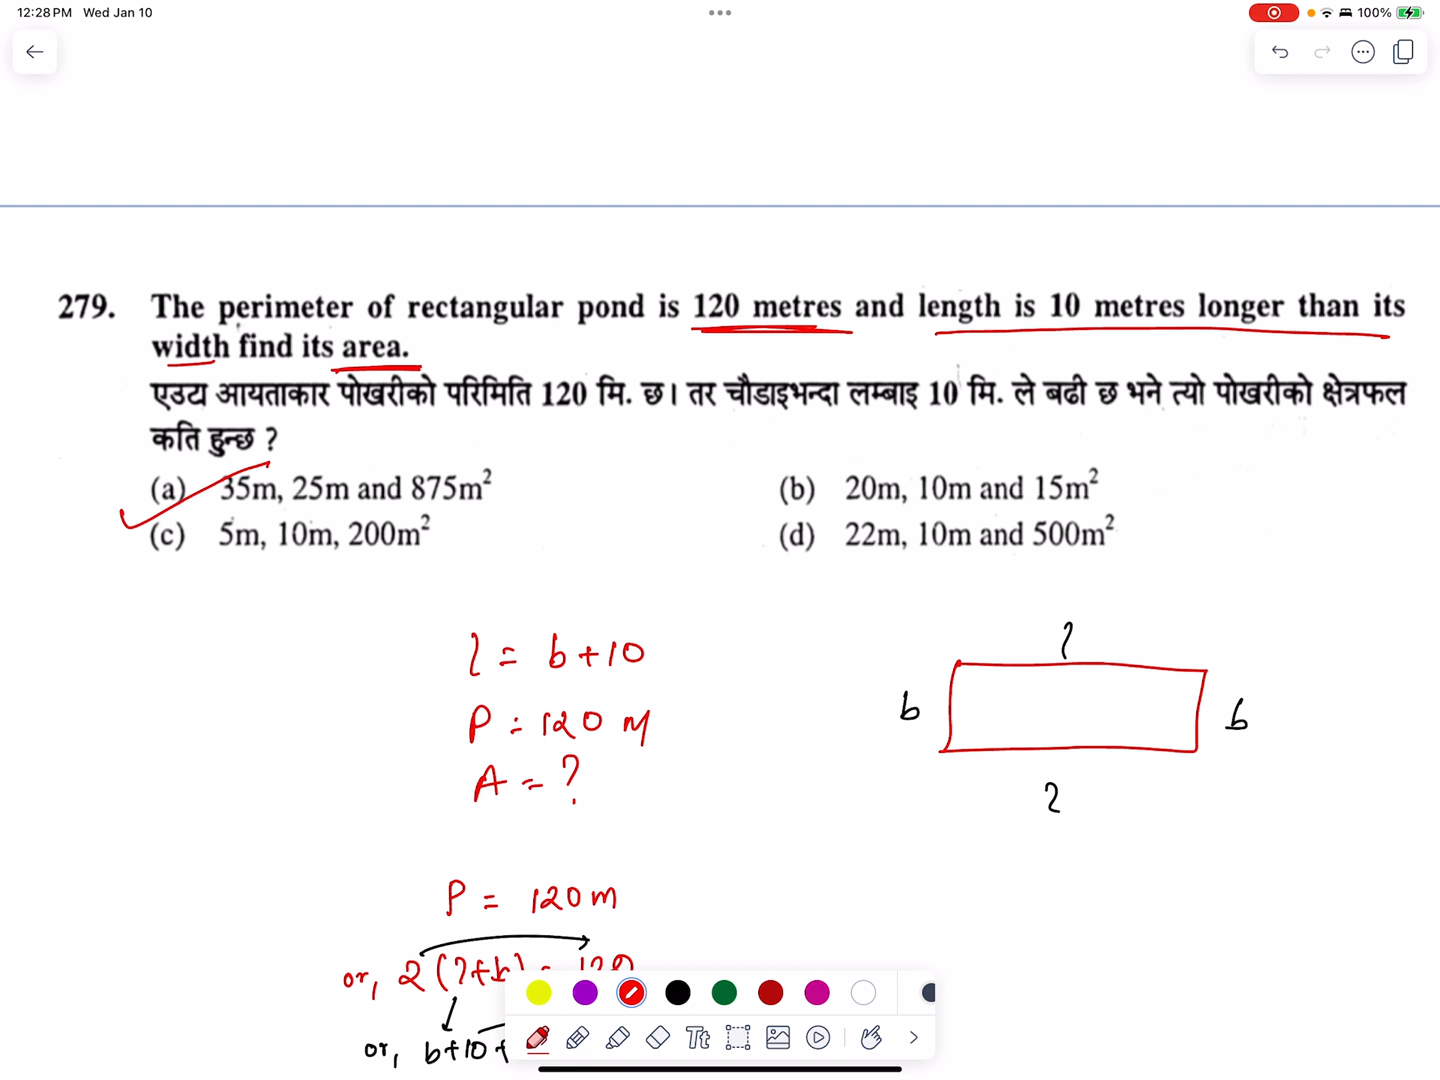 12:28 PM Wed Jan 10
100%
279. The perimeter of rectangular pond is 120 metres and length is 10 metres longer than its
width find its area.
एउटा आयताकार पोखरीको परिमिति 120 मि. छ। तर चौडाइभन्दा लम्बाइ 10 मि. ले बढी छ भने त्यो पोखरीको क्षेत्रफल
कति हुन्छ ?
(a) 35m, 25m and 875m²
(b) 20m, 10m and 15m²
(c) 5m, 10m, 200m²
(d) 22m, 10m and 500m²
l = b+10
P = 120 M
A = ?
l
b
b
l
P = 120m
or, 2 (l+b) = 120
or, b+10+
Tt